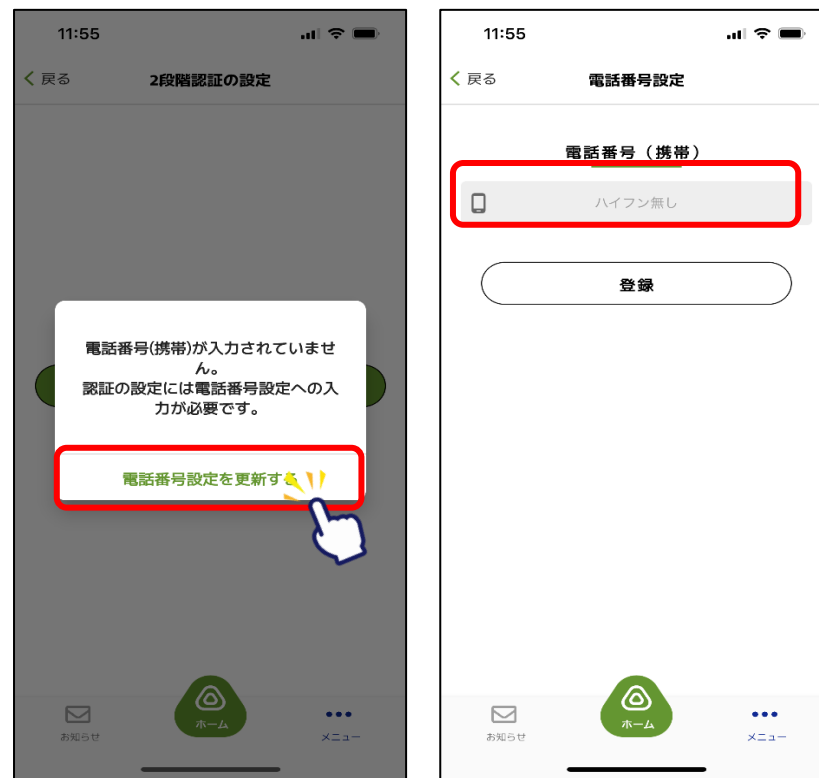 11:55
戻る
2段階認証の設定
電話番号(携帯)が入力されていませ
ん。
認証の設定には電話番号設定への入
力が必要です。
電話番号設定を更新する
お知らせ
ホーム
メニュー
11:55
戻る
電話番号設定
電話番号（携帯）
ハイフン無し
登録
お知らせ
ホーム
メニュー